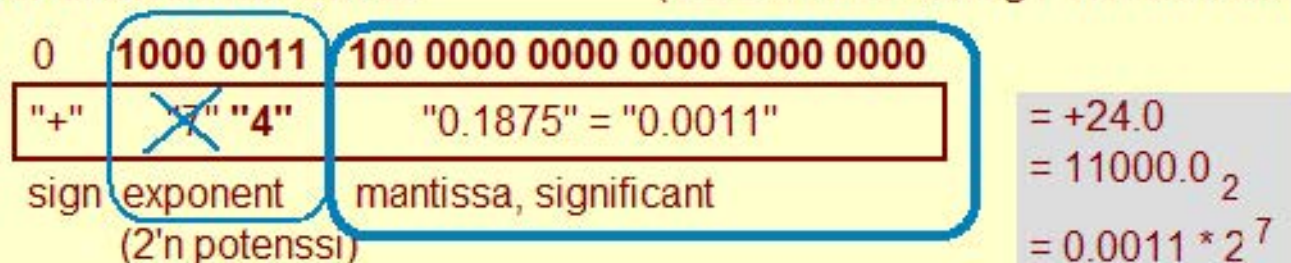 0 1000 0011 100 0000 0000 0000 0000 0000
"+" "7" "4" "0.1875" = "0.0011"
sign exponent mantissa, significant
(2'n potenssi)
= +24.0
= 11000.0 2
= 0.0011 * 2 7